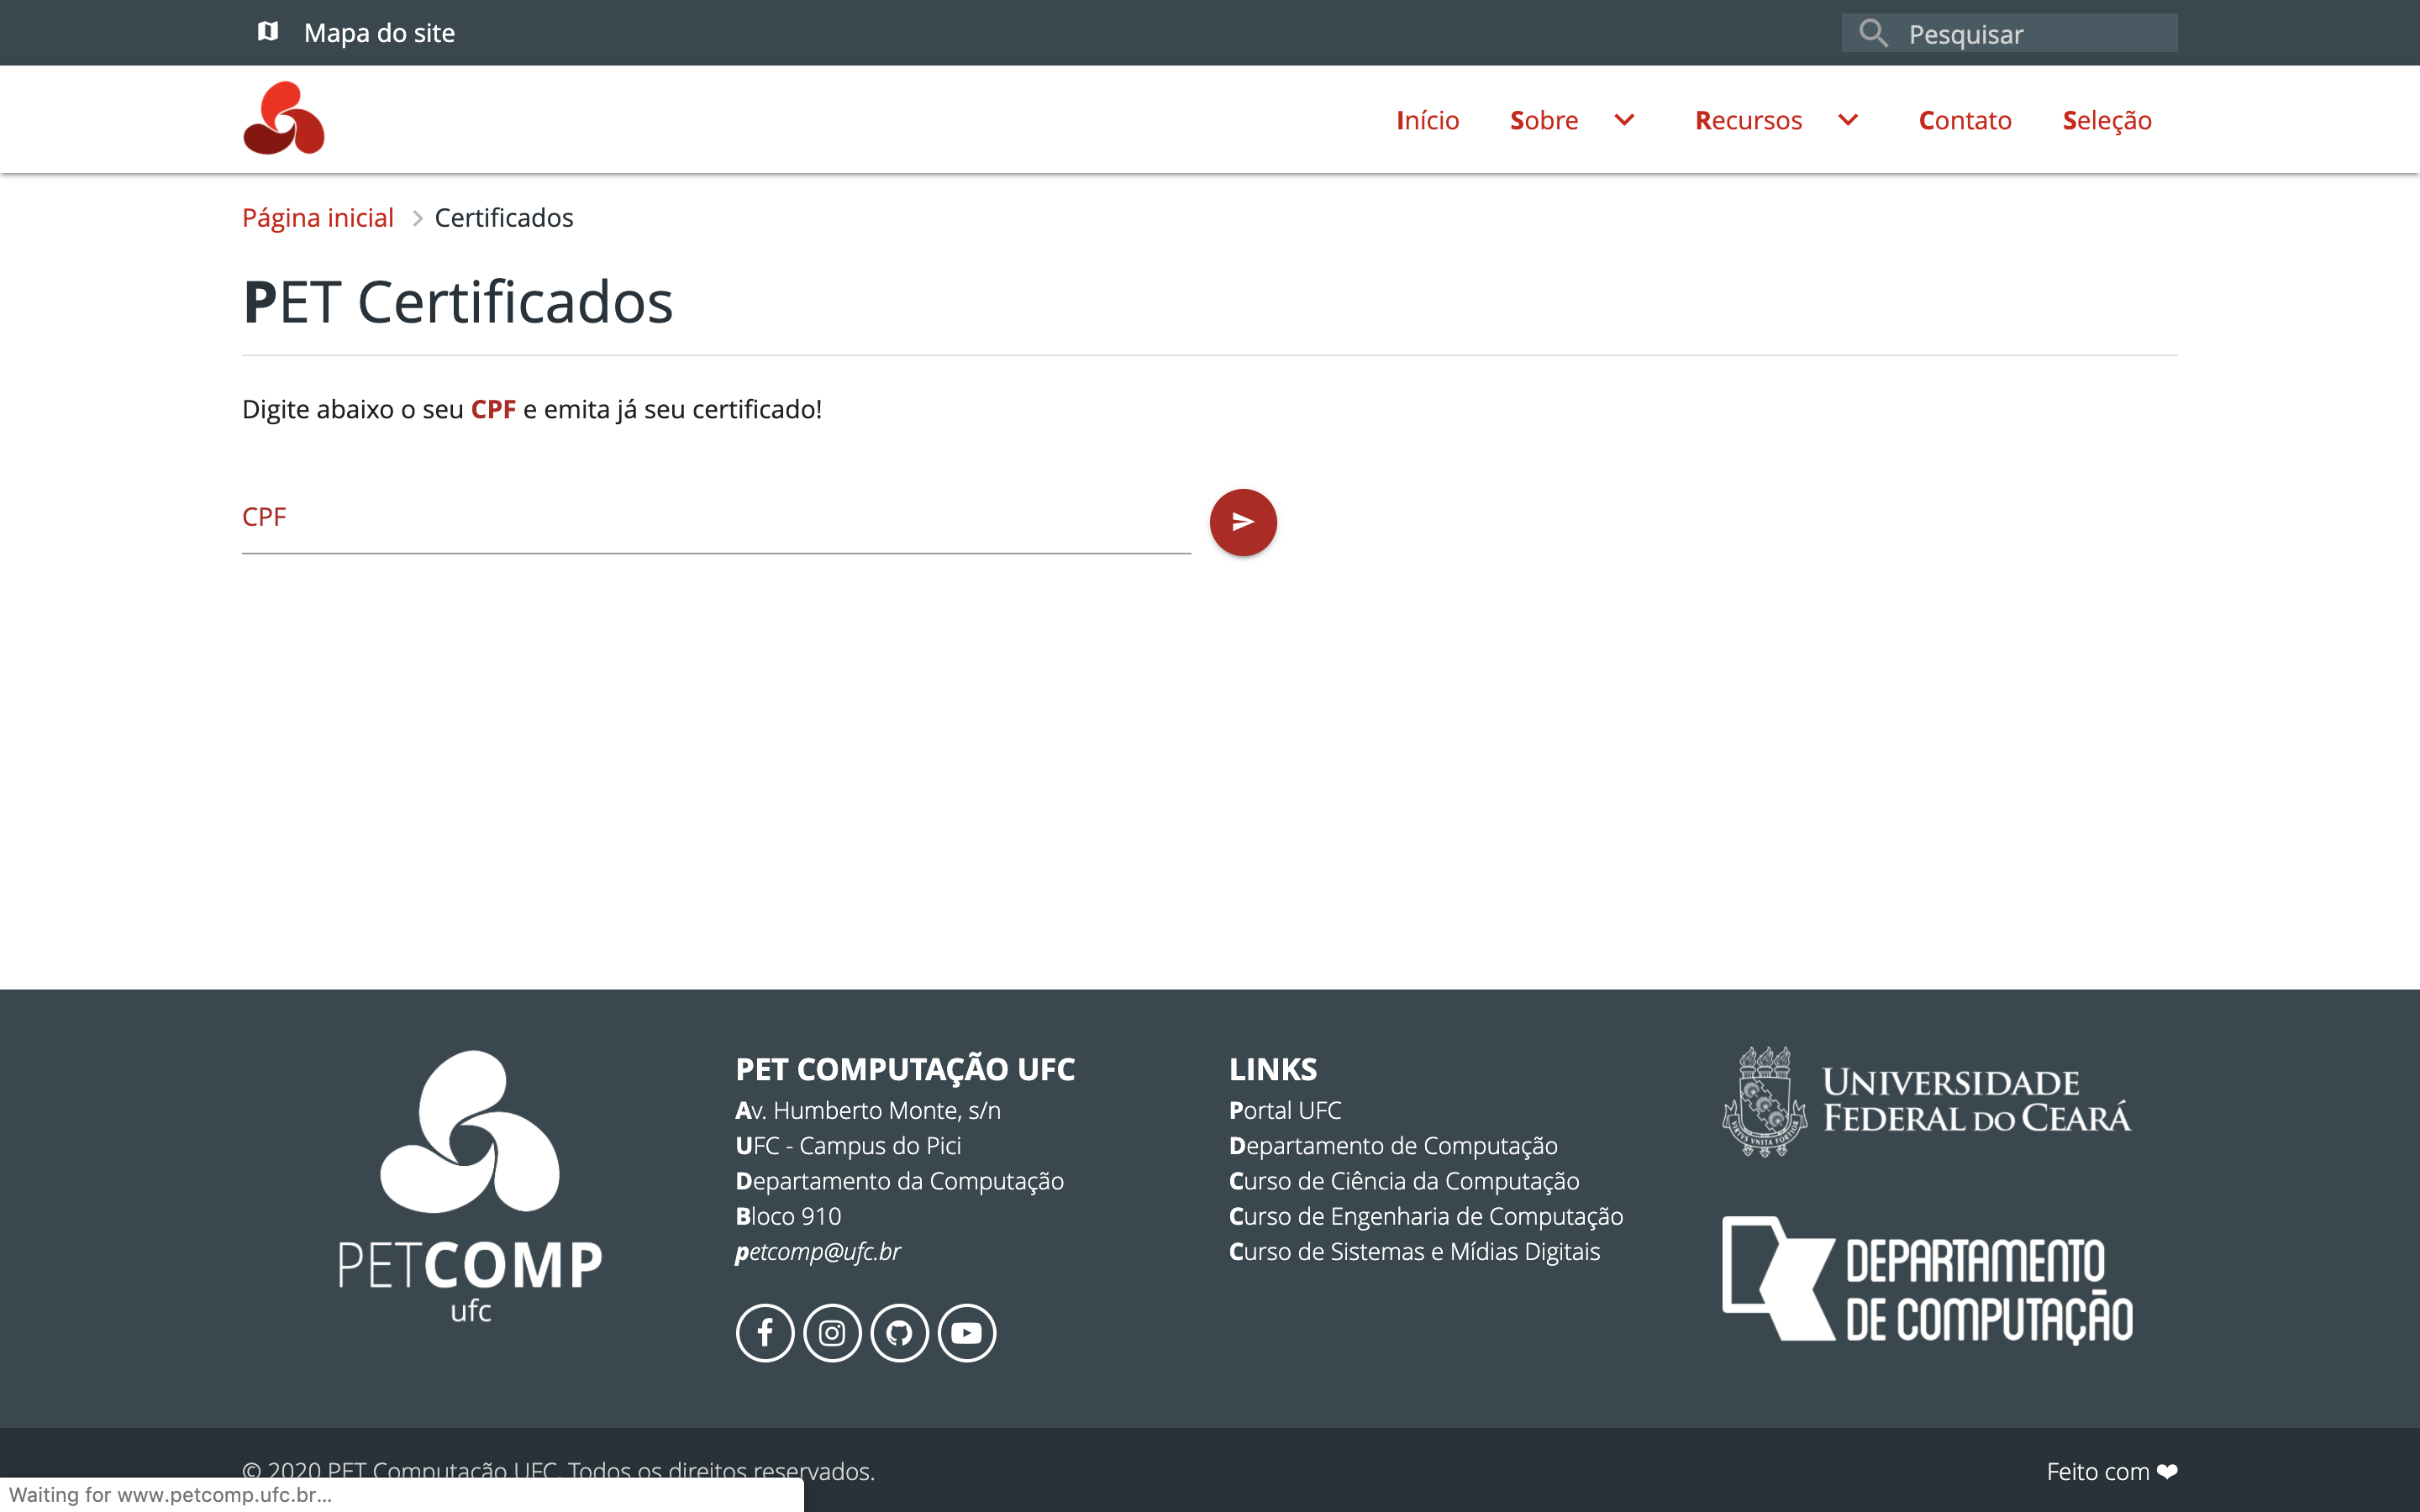 Mapa do site
Pesquisar
Início Sobre Recursos Contato Seleção
Página inicial > Certificados
PET Certificados
Digite abaixo o seu CPF e emita já seu certificado!
CPF
PETCOMP
ufc
PET COMPUTAÇÃO UFC
Av. Humberto Monte, s/n
UFC - Campus do Pici
Departamento da Computação
Bloco 910
petcomp@ufc.br
LINKS
Portal UFC
Departamento de Computação
Curso de Ciência da Computação
Curso de Engenharia de Computação
Curso de Sistemas e Mídias Digitais
UNIVERSIDADE
FEDERAL DO CEARÁ
VIRTVS VNITA FORTIOR
DEPARTAMENTO
DE COMPUTAÇÃO
© 2020 PET Computação UFC. Todos os direitos reservados.
Feito com ❤
Waiting for www.petcomp.ufc.br...